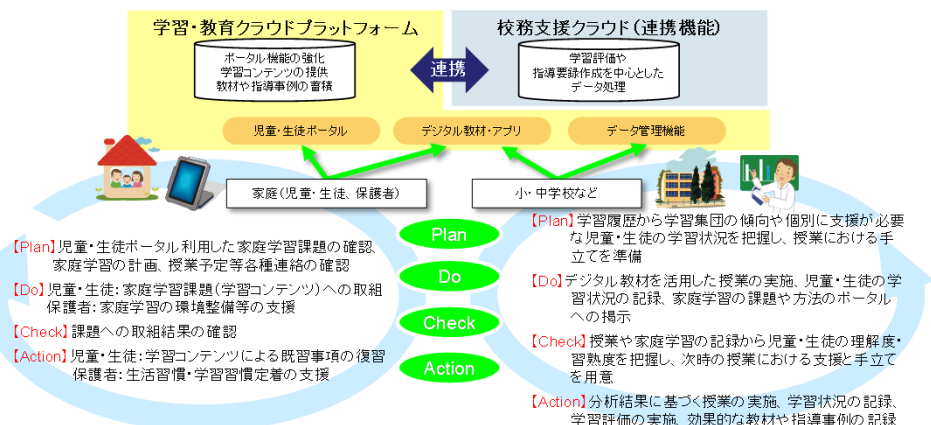 学習・教育クラウドプラットフォーム
校務支援クラウド(連携機能)
ポータル機能の強化
学習コンテンツの提供
教材や指導事例の蓄積
連携
学習評価や
指導要録作成を中心とした
データ処理
児童・生徒ポータル
デジタル教材・アプリ
データ管理機能
家庭(児童・生徒、保護者)
小・中学校など
Plan
Do
Check
Action
【Plan】児童・生徒ポータル利用した家庭学習課題の確認、
家庭学習の計画、授業予定等各種連絡の確認
【Do】児童・生徒:家庭学習課題(学習コンテンツ)への取組
保護者:家庭学習の環境整備等の支援
【Check】課題への取組結果の確認
【Action】児童・生徒:学習コンテンツによる既習事項の復習
保護者:生活習慣・学習習慣定着の支援
【Plan】学習履歴から学習集団の傾向や個別に支援が必要
な児童・生徒の学習状況を把握し、授業における手
立てを準備
【Do】デジタル教材を活用した授業の実施、児童・生徒の学
習状況の記録、家庭学習の課題や方法のポータル
への掲示
【Check】授業や家庭学習の記録から児童・生徒の理解度・
習熟度を把握し、次時の授業における支援と手立て
を用意
【Action】分析結果に基づく授業の実施、学習状況の記録、
学習評価の実施、効果的な教材や指導事例の記録